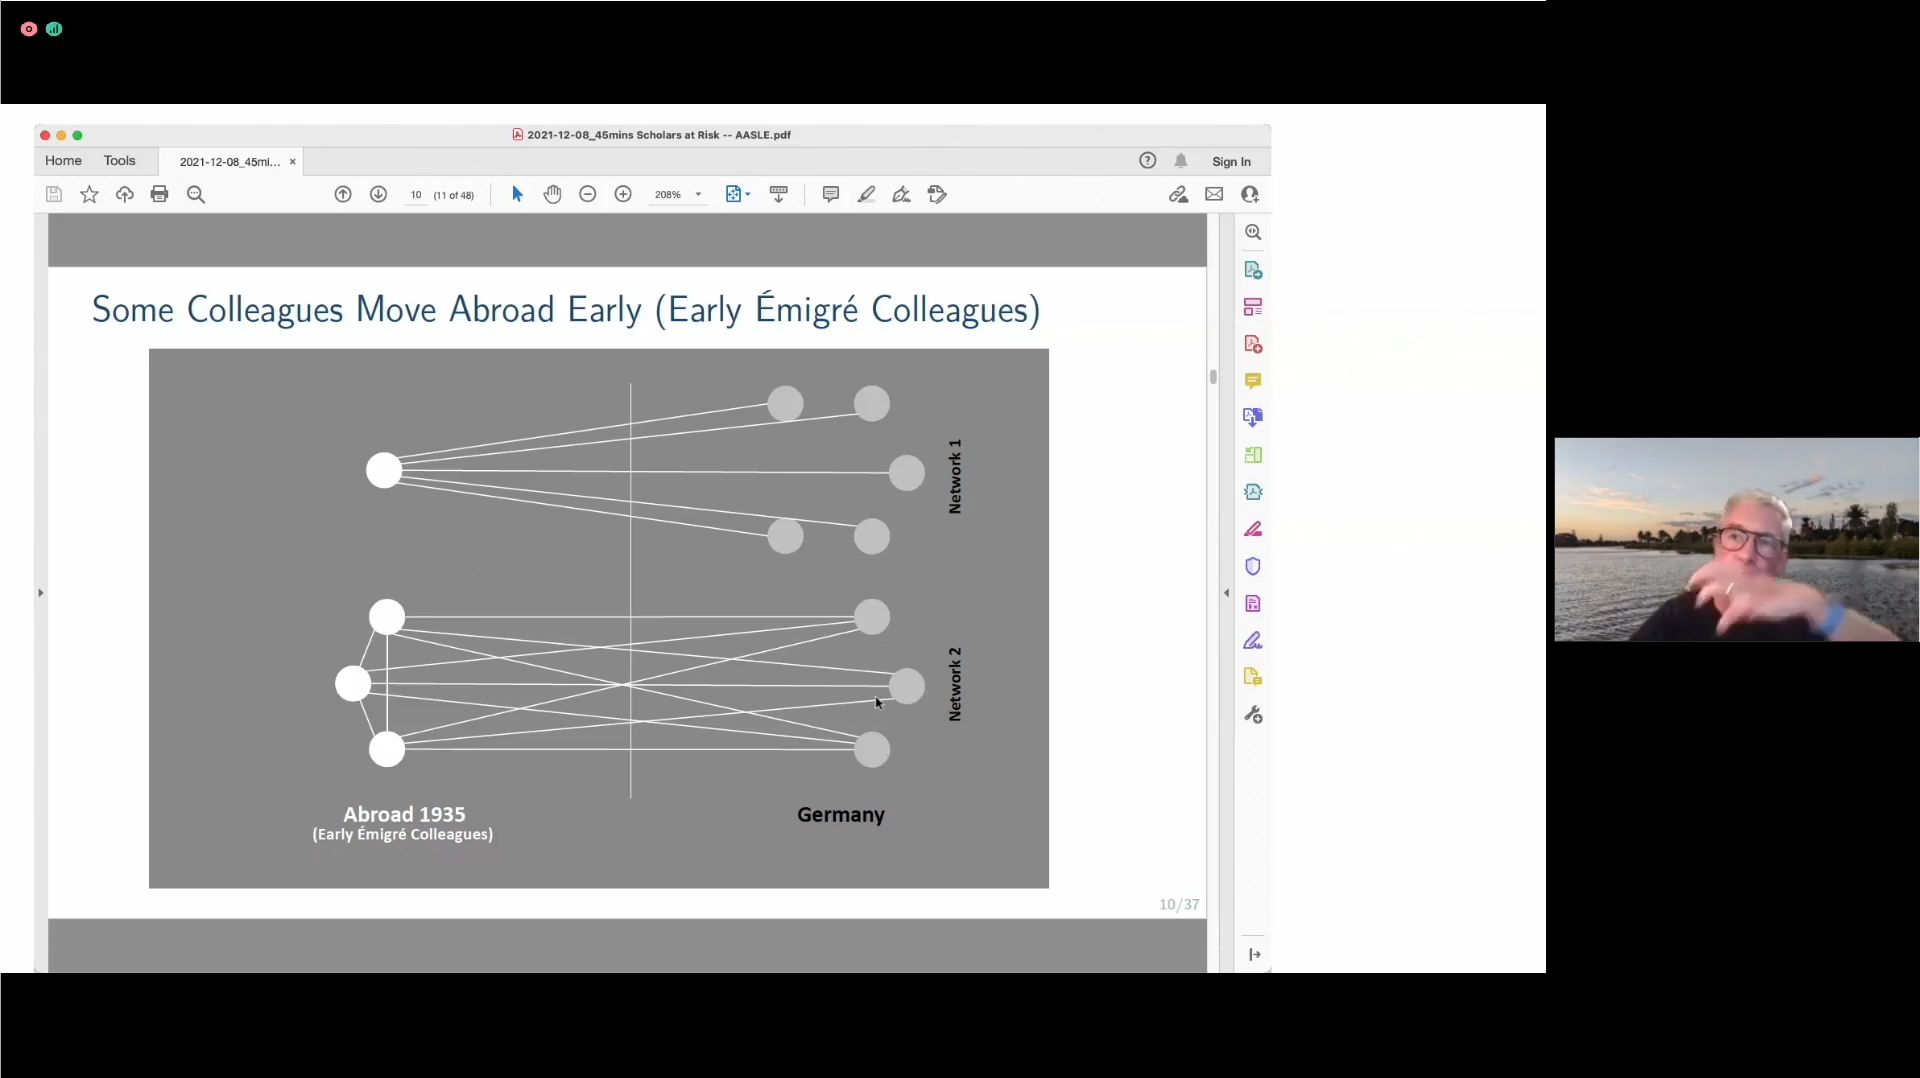 2021-12-08_45mins Scholars at Risk -- AASLE.pdf
Home Tools 2021-12-08_45mi... × Sign In
10 (11 of 48) 208%
Some Colleagues Move Abroad Early (Early Émigré Colleagues)
Network 1
Network 2
Abroad 1935
(Early Émigré Colleagues)
Germany
10/37